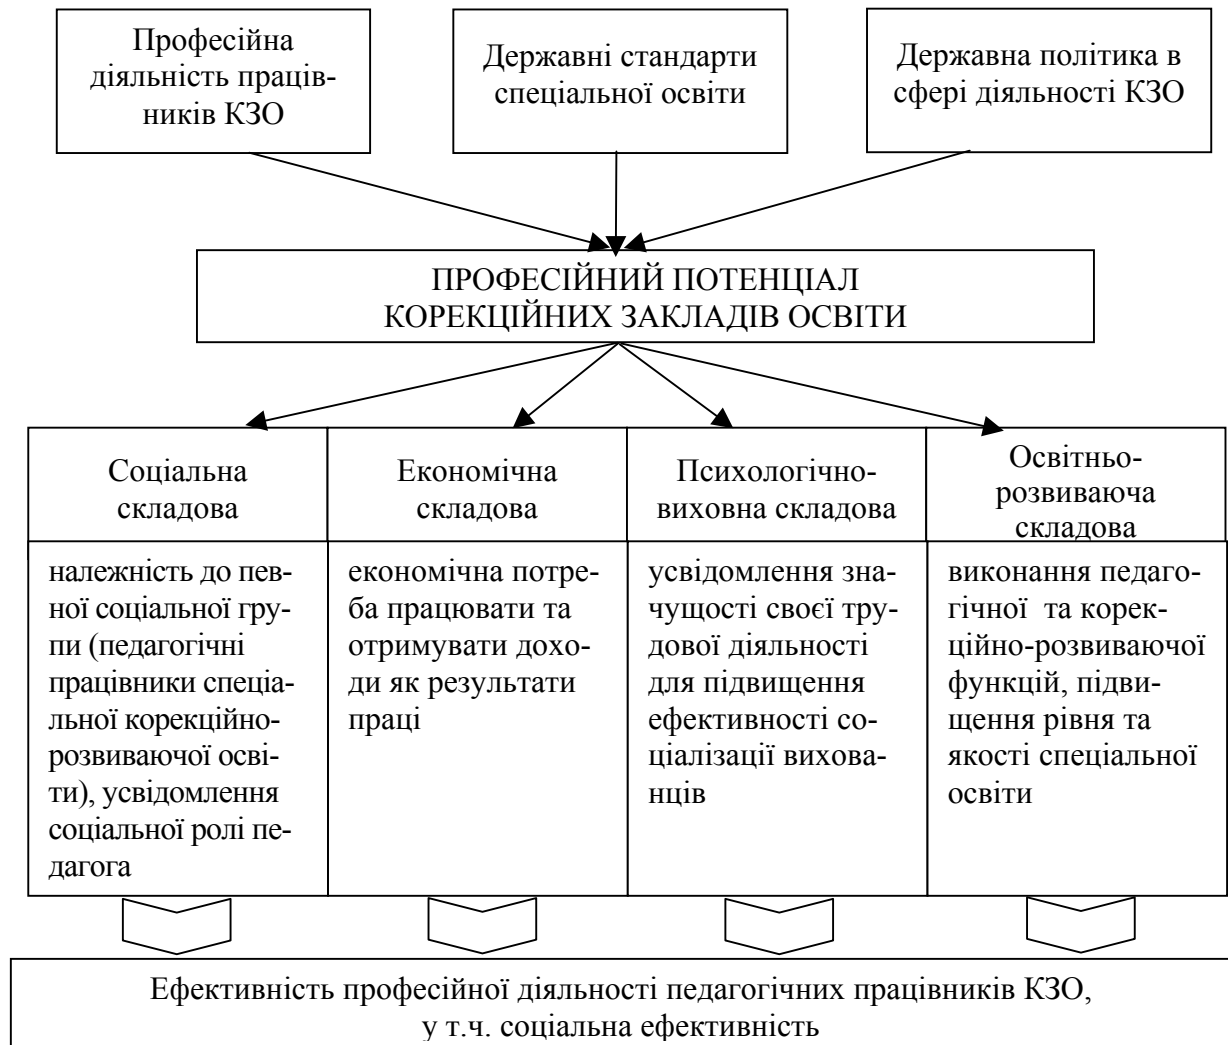 Професійна
діяльність праців-
ників КЗО
Державні стандарти
спеціальної освіти
Державна політика в
сфері діяльності КЗО
ПРОФЕСІЙНИЙ ПОТЕНЦІАЛ
КОРЕКЦІЙНИХ ЗАКЛАДІВ ОСВІТИ
Соціальна
складова
Економічна
складова
Психологічно-
виховна складова
Освітньо-
розвиваюча
складова
належність до пев-
ної соціальної гру-
пи (педагогічні
працівники спеціа-
льної корекційно-
розвиваючої осві-
ти), усвідомлення
соціальної ролі пе-
дагога
економічна потре-
ба працювати та
отримувати дохо-
ди як результати
праці
усвідомлення зна-
чущості своєї тру-
дової діяльності
для підвищення
ефективності со-
ціалізації вихова-
нців
виконання педаго-
гічної та корек-
ційно-розвиваючої
функцій, підви-
щення рівня та
якості спеціальної
освіти
Ефективність професійної діяльності педагогічних працівників КЗО,
у т.ч. соціальна ефективність